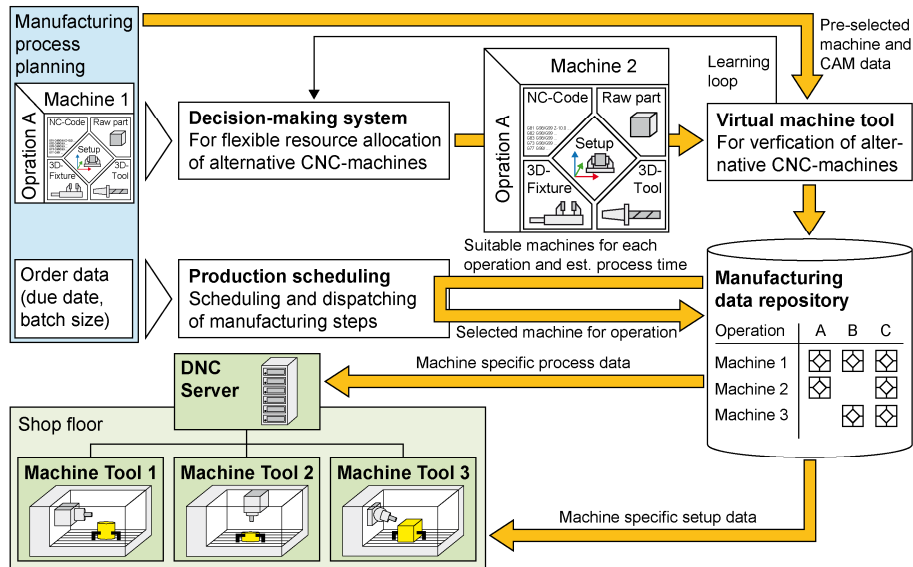 Manufacturing
process
planning
Machine 1
Opration A
NC-Code
Raw part
Setup
3D-
Fixture
3D-
Tool
Decision-making system
For flexible resource allocation
of alternative CNC-machines
Machine 2
Opration A
NC-Code
Raw part
Setup
3D-
Fixture
3D-
Tool
Learning
loop
Pre-selected
machine and
CAM data
Virtual machine tool
For verfication of alter-
native CNC-machines
Order data
(due date,
batch size)
Production scheduling
Scheduling and dispatching
of manufacturing steps
Suitable machines for each
operation and est. process time
Selected machine for operation
Manufacturing
data repository
Operation A B C
Machine 1
Machine 2
Machine 3
DNC
Server
Machine specific process data
Shop floor
Machine Tool 1
Machine Tool 2
Machine Tool 3
Machine specific setup data